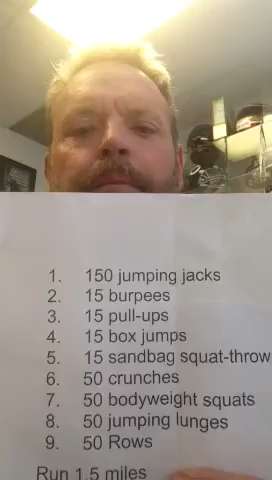 1. 150 jumping jacks
2. 15 burpees
3. 15 pull-ups
4. 15 box jumps
5. 15 sandbag squat-throw
6. 50 crunches
7. 50 bodyweight squats
8. 50 jumping lunges
9. 50 Rows
Run 1.5 miles